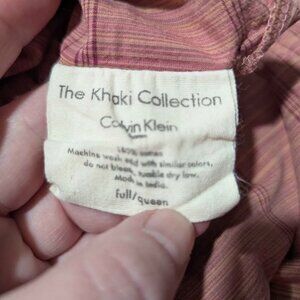 The Khaki Collection
Calvin Klein
100% cotton
Machine wash cold with similar colors,
do not bleach, tumble dry low.
Made in India.
full/queen